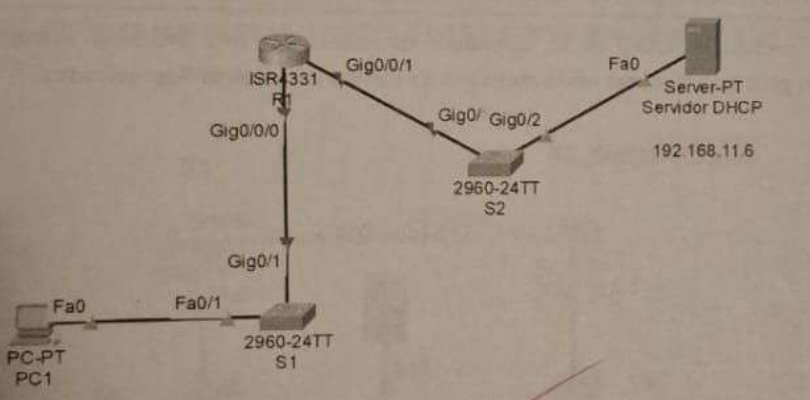 ISR4331
R1
Gig0/0/1
Gig0/0/0
Gig0/
Gig0/2
Fa0
Server-PT
Servidor DHCP
192.168.11.6
2960-24TT
S2
Gig0/1
Fa0
Fa0/1
2960-24TT
S1
PC-PT
PC1